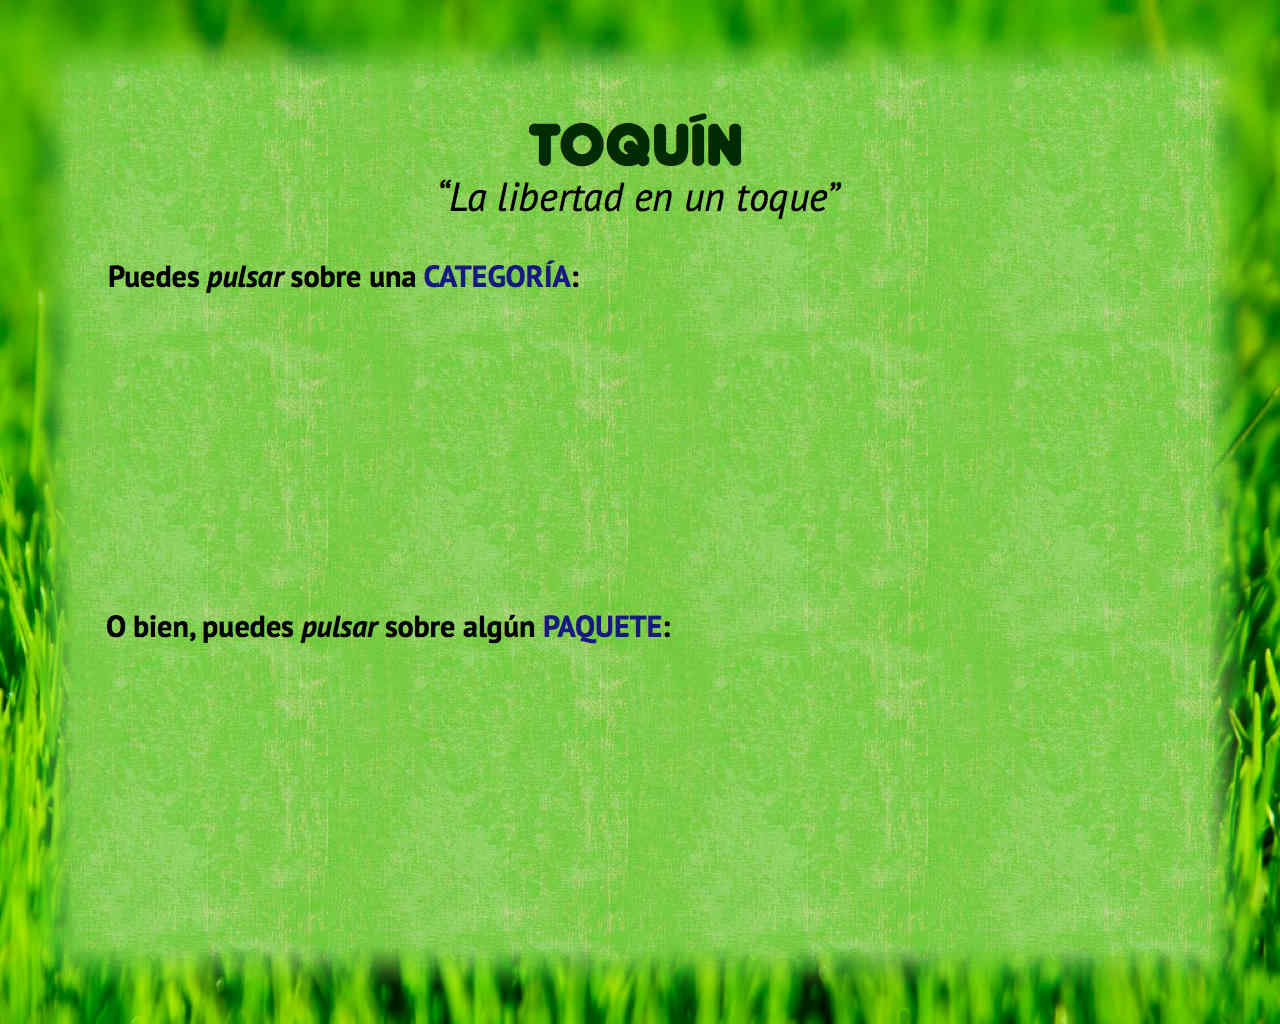 TOQUÍN
“La libertad en un toque”
Puedes pulsar sobre una CATEGORÍA:
O bien, puedes pulsar sobre algún PAQUETE: